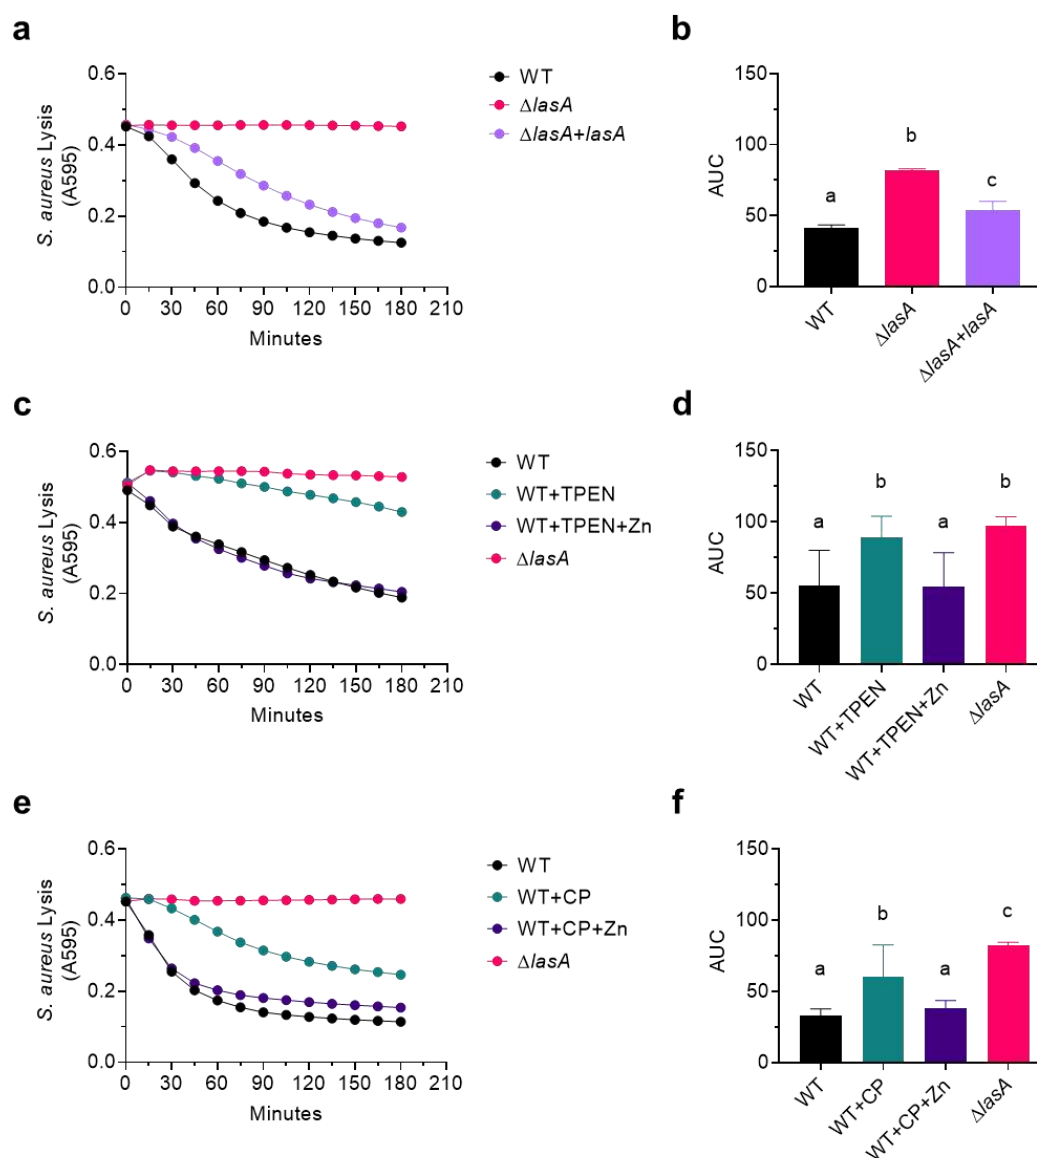 a
0.6
0.4
0.2
0.0
S. aureus Lysis
(A595)
0 30 60 90 120 150 180 210
Minutes
WT
ΔlasA
ΔlasA+lasA
b
150
100
50
0
AUC
a
b
c
WT
ΔlasA
ΔlasA+lasA
c
0.6
0.4
0.2
0.0
S. aureus Lysis
(A595)
0 30 60 90 120 150 180 210
Minutes
WT
WT+TPEN
WT+TPEN+Zn
ΔlasA
d
150
100
50
0
AUC
a
b
a
b
WT
WT+TPEN
WT+TPEN+Zn
ΔlasA
e
0.6
0.4
0.2
0.0
S. aureus Lysis
(A595)
0 30 60 90 120 150 180 210
Minutes
WT
WT+CP
WT+CP+Zn
ΔlasA
f
150
100
50
0
AUC
a
b
a
c
WT
WT+CP
WT+CP+Zn
ΔlasA